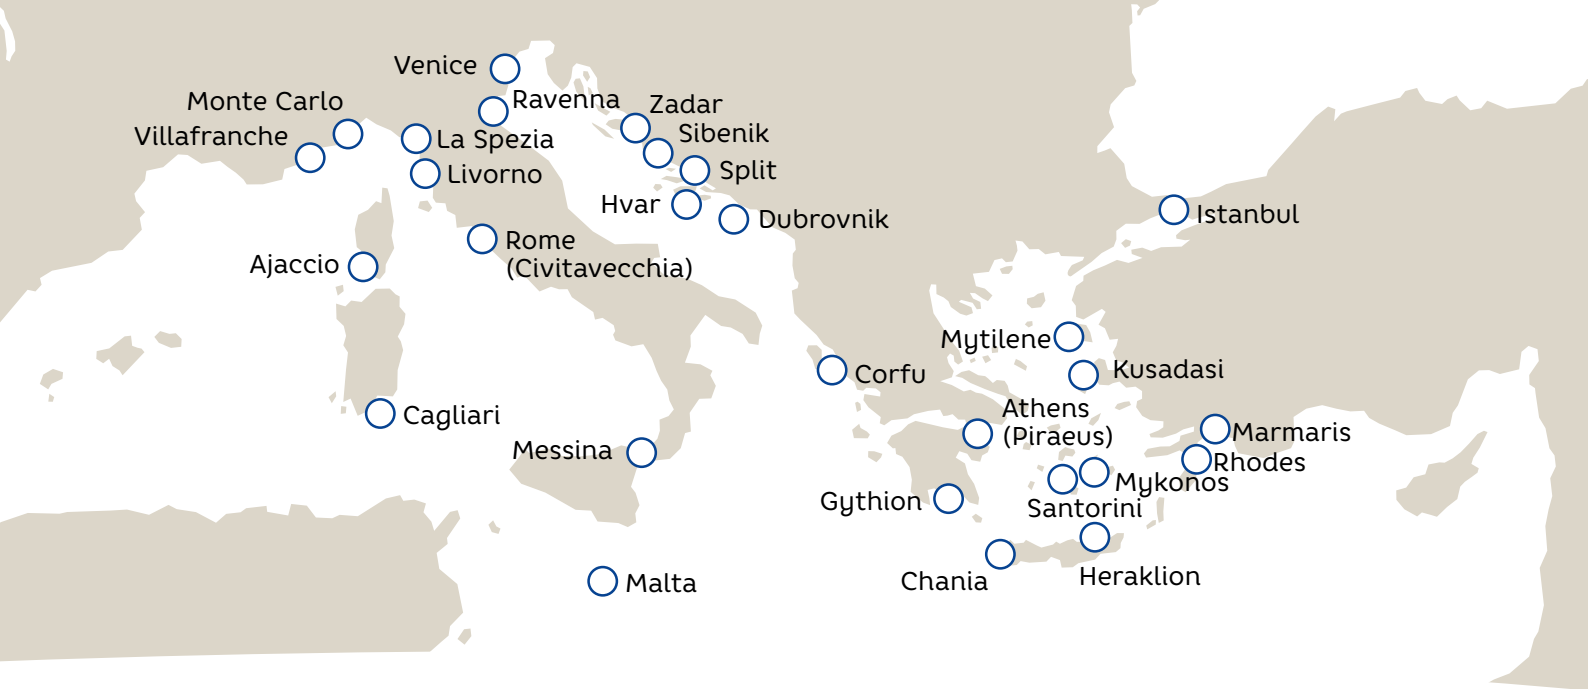 Venice
Monte Carlo
Ravenna
Zadar
Villafranche
La Spezia
Sibenik
Livorno
Split
Hvar
Dubrovnik
Istanbul
Rome
(Civitavecchia)
Ajaccio
Mytilene
Corfu
Kusadasi
Cagliari
Athens
(Piraeus)
Marmaris
Messina
Rhodes
Mykonos
Gythion
Santorini
Chania
Heraklion
Malta